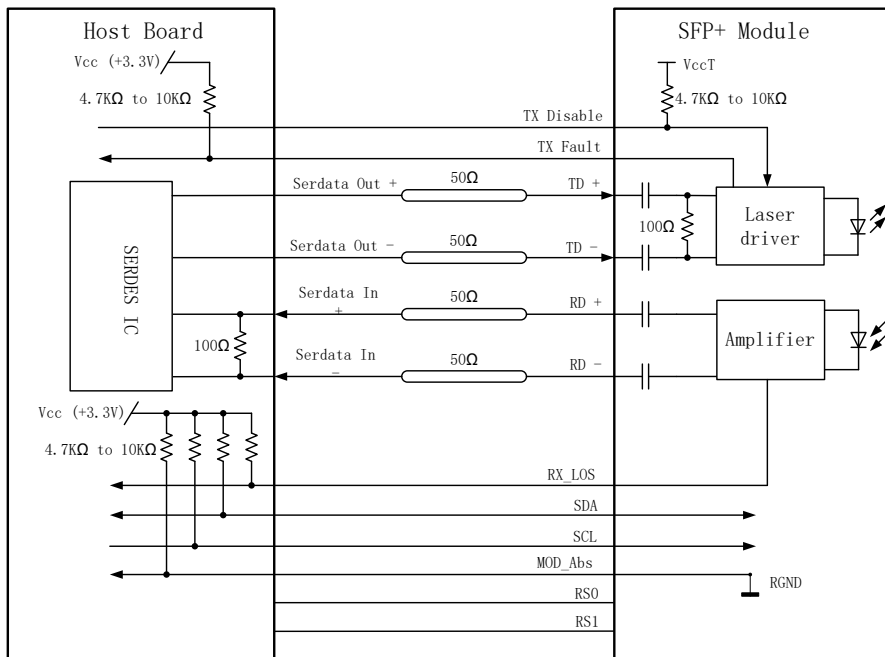 Host Board
SFP+ Module
Vcc (+3.3V)
VccT
4.7KΩ to 10KΩ
4.7KΩ to 10KΩ
TX Disable
TX Fault
Serdata Out +
50Ω
TD +
SERDES IC
100Ω
Laser
driver
Serdata Out -
50Ω
TD -
Serdata In
+
50Ω
RD +
100Ω
Amplifier
Serdata In
-
50Ω
RD -
Vcc (+3.3V)
4.7KΩ to 10KΩ
RX_LOS
SDA
SCL
MOD_Abs
RGND
RS0
RS1